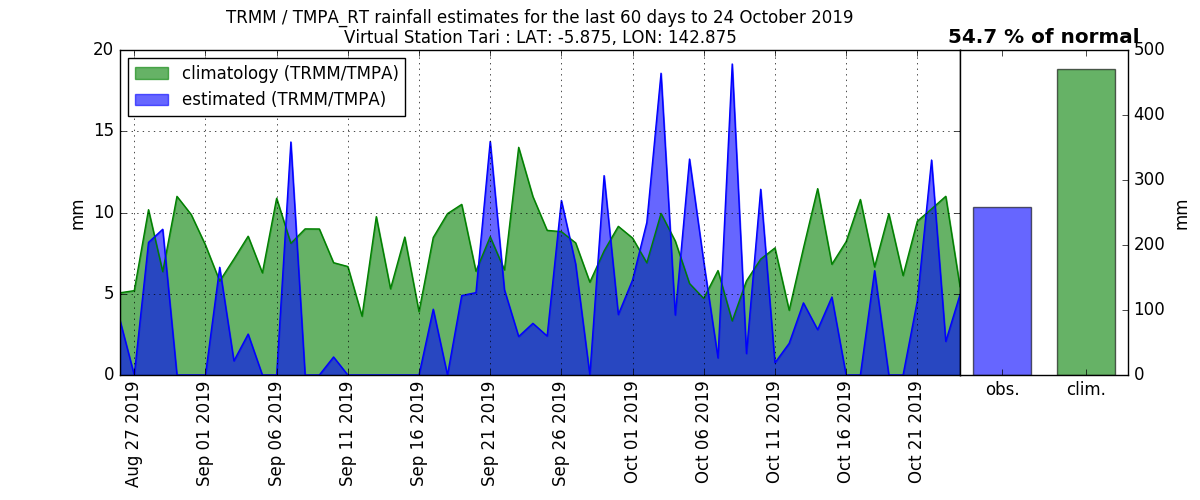 TRMM / TMPA_RT rainfall estimates for the last 60 days to 24 October 2019
Virtual Station Tari : LAT: -5.875, LON: 142.875
54.7 % of normal
climatology (TRMM/TMPA)
estimated (TRMM/TMPA)
20
15
10
5
0
mm
Aug 27 2019
Sep 01 2019
Sep 06 2019
Sep 11 2019
Sep 16 2019
Sep 21 2019
Sep 26 2019
Oct 01 2019
Oct 06 2019
Oct 11 2019
Oct 16 2019
Oct 21 2019
obs.
clim.
500
400
300
200
100
0
mm